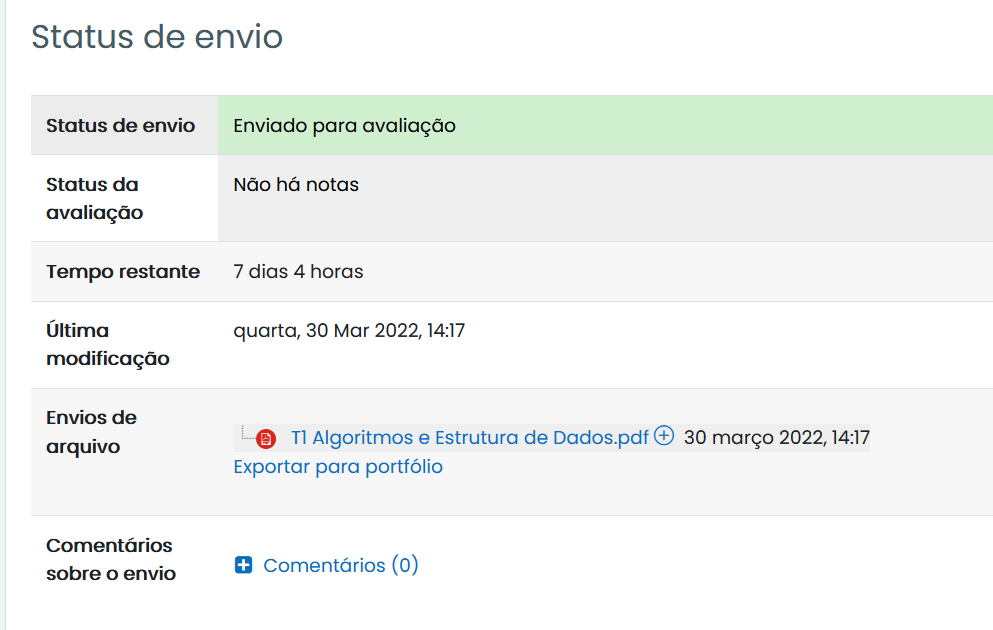 Status de envio
Status de envio Enviado para avaliação
Status da avaliação Não há notas
Tempo restante 7 dias 4 horas
Última modificação quarta, 30 Mar 2022, 14:17
Envios de arquivo
T1 Algoritmos e Estrutura de Dados.pdf 30 março 2022, 14:17
Exportar para portfólio
Comentários sobre o envio
Comentários (0)